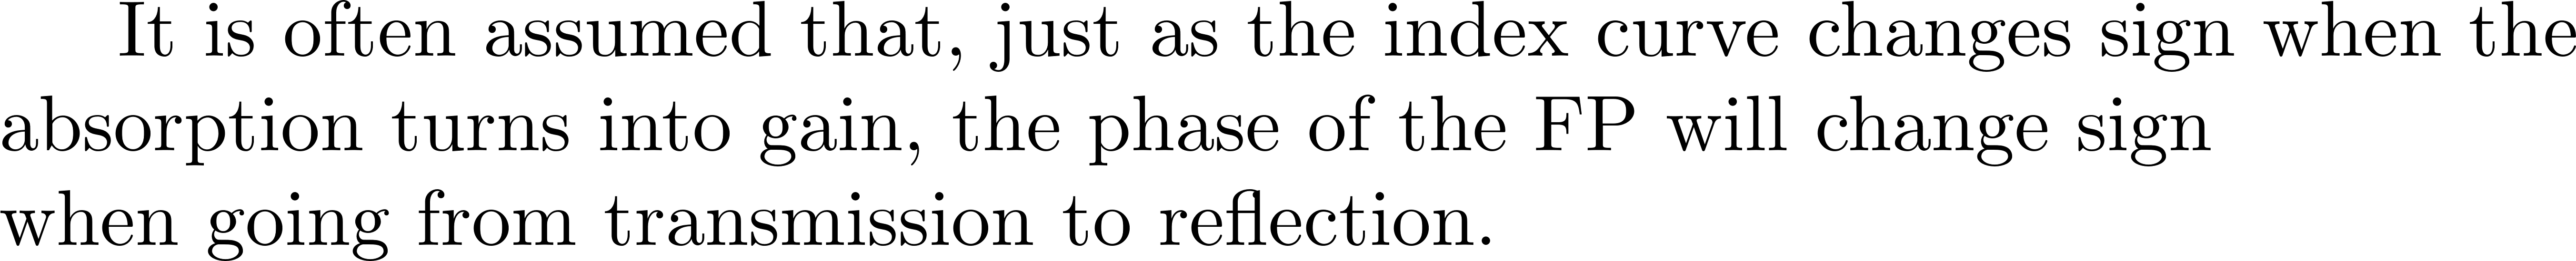 It is often assumed that, just as the index curve changes sign when the
absorption turns into gain, the phase of the FP will change sign
when going from transmission to reflection.